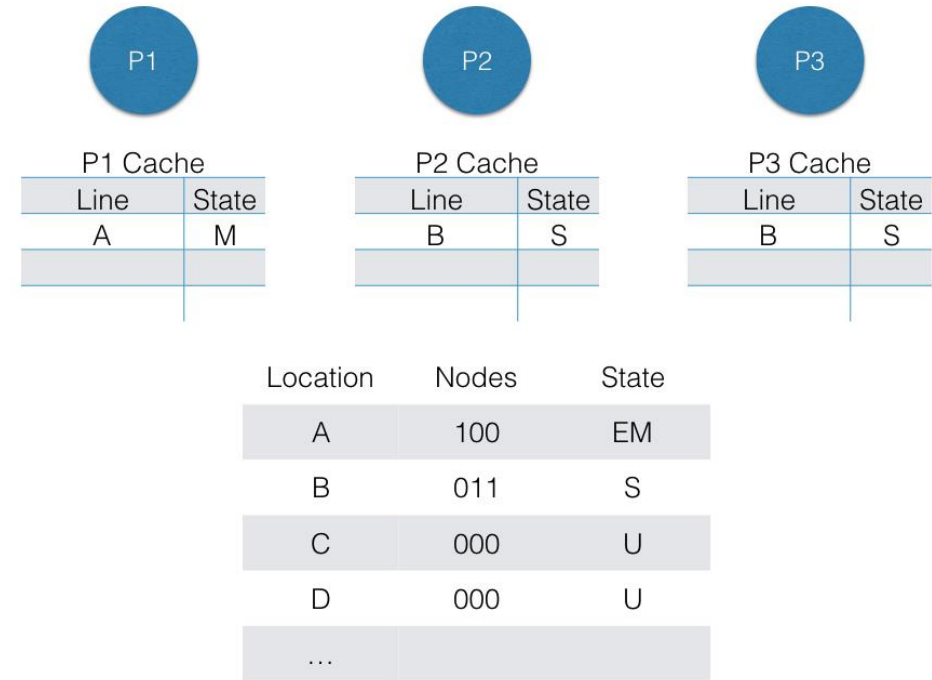 P1 P2 P3
P1 Cache P2 Cache P3 Cache
Line State Line State Line State
A M B S B S
Location Nodes State
A 100 EM
B 011 S
C 000 U
D 000 U
...